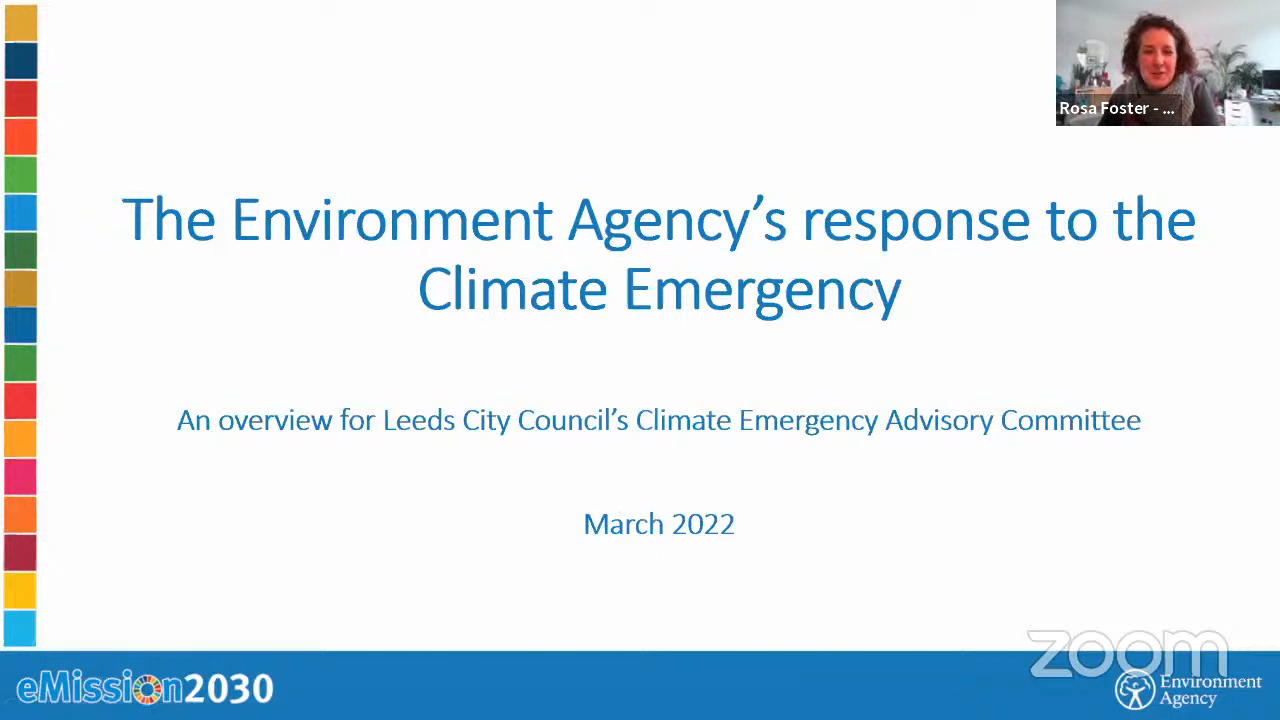 Rosa Foster - ...
The Environment Agency's response to the
Climate Emergency
An overview for Leeds City Council's Climate Emergency Advisory Committee
March 2022
zoom
eMission2030
Environment
Agency